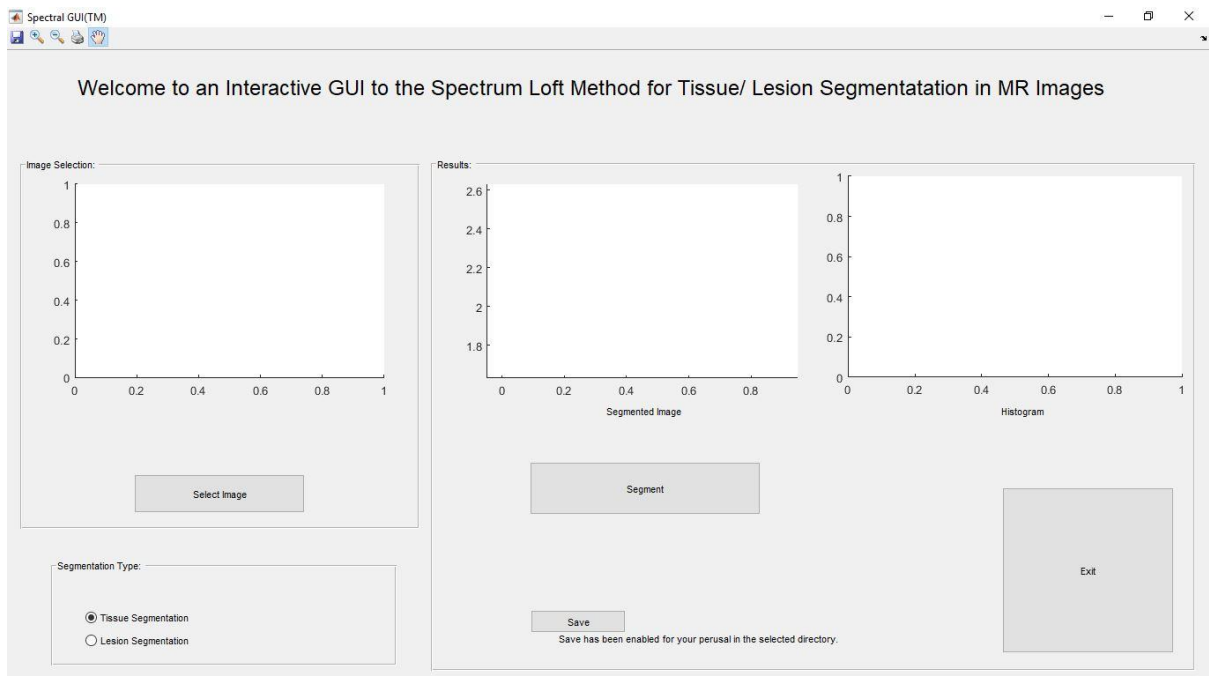 Spectral GUI(TM)
Welcome to an Interactive GUI to the Spectrum Loft Method for Tissue/ Lesion Segmentatation in MR Images
Image Selection:
1
0.8
0.6
0.4
0.2
0
0 0.2 0.4 0.6 0.8 1
Select Image
Segmentation Type:
Tissue Segmentation
Lesion Segmentation
Results:
2.6
2.4
2.2
2
1.8
0 0.2 0.4 0.6 0.8
Segmented Image
1
0.8
0.6
0.4
0.2
0
0 0.2 0.4 0.6 0.8 1
Histogram
Segment
Exit
Save
Save has been enabled for your perusal in the selected directory.